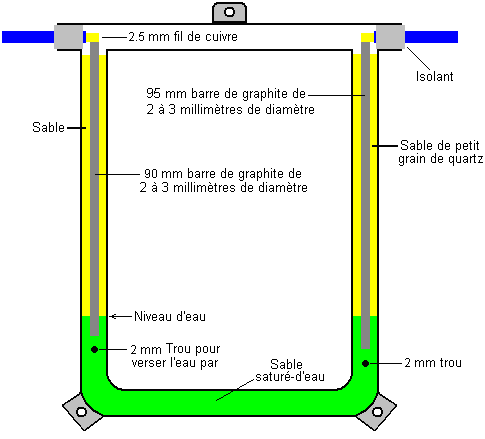 2.5 mm fil de cuivre
Isolant
95 mm barre de graphite de
2 à 3 millimètres de diamètre
Sable
Sable de petit
grain de quartz
90 mm barre de graphite de
2 à 3 millimètres de diamètre
Niveau d'eau
2 mm Trou pour
verser l'eau par
Sable
saturé-d'eau
2 mm trou